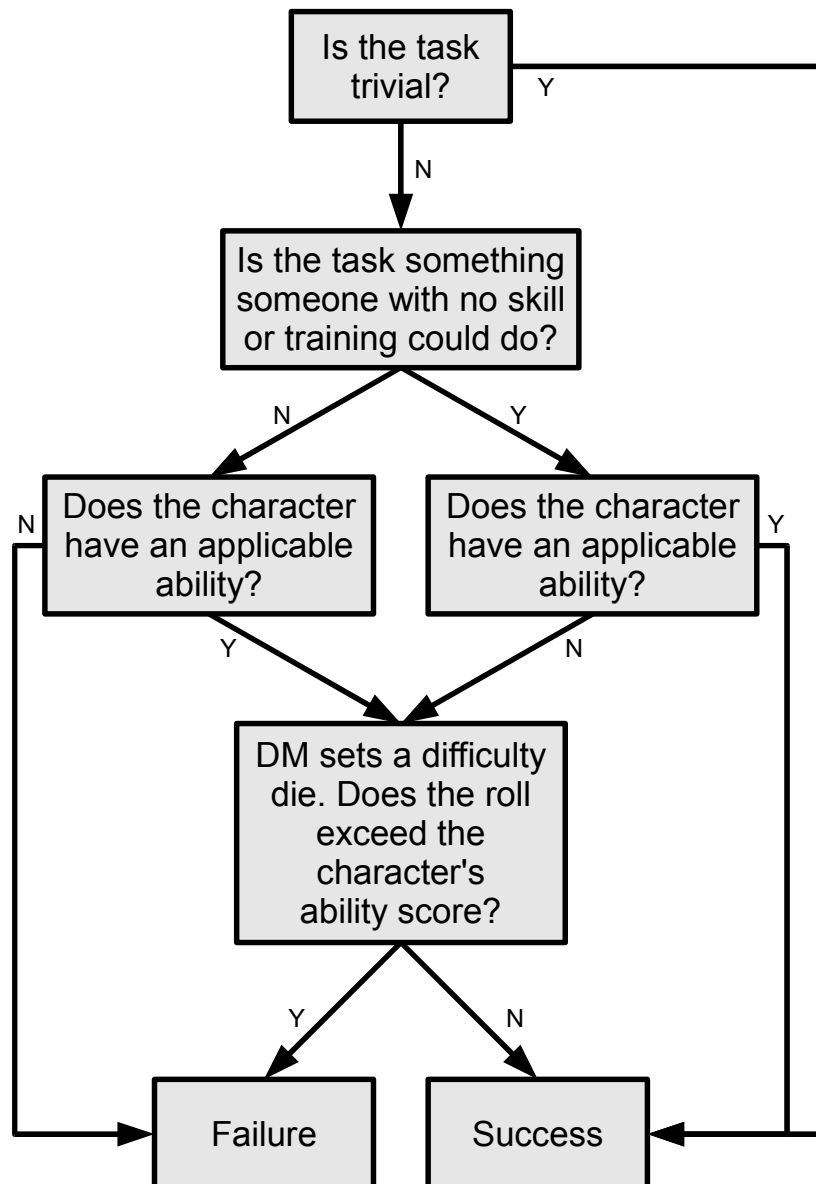 Is the task
trivial?
Y
N
Is the task something
someone with no skill
or training could do?
N
Y
N
Does the character
have an applicable
ability?
Does the character
have an applicable
ability?
Y
Y
N
DM sets a difficulty
die. Does the roll
exceed the
character's
ability score?
Y
N
Failure
Success